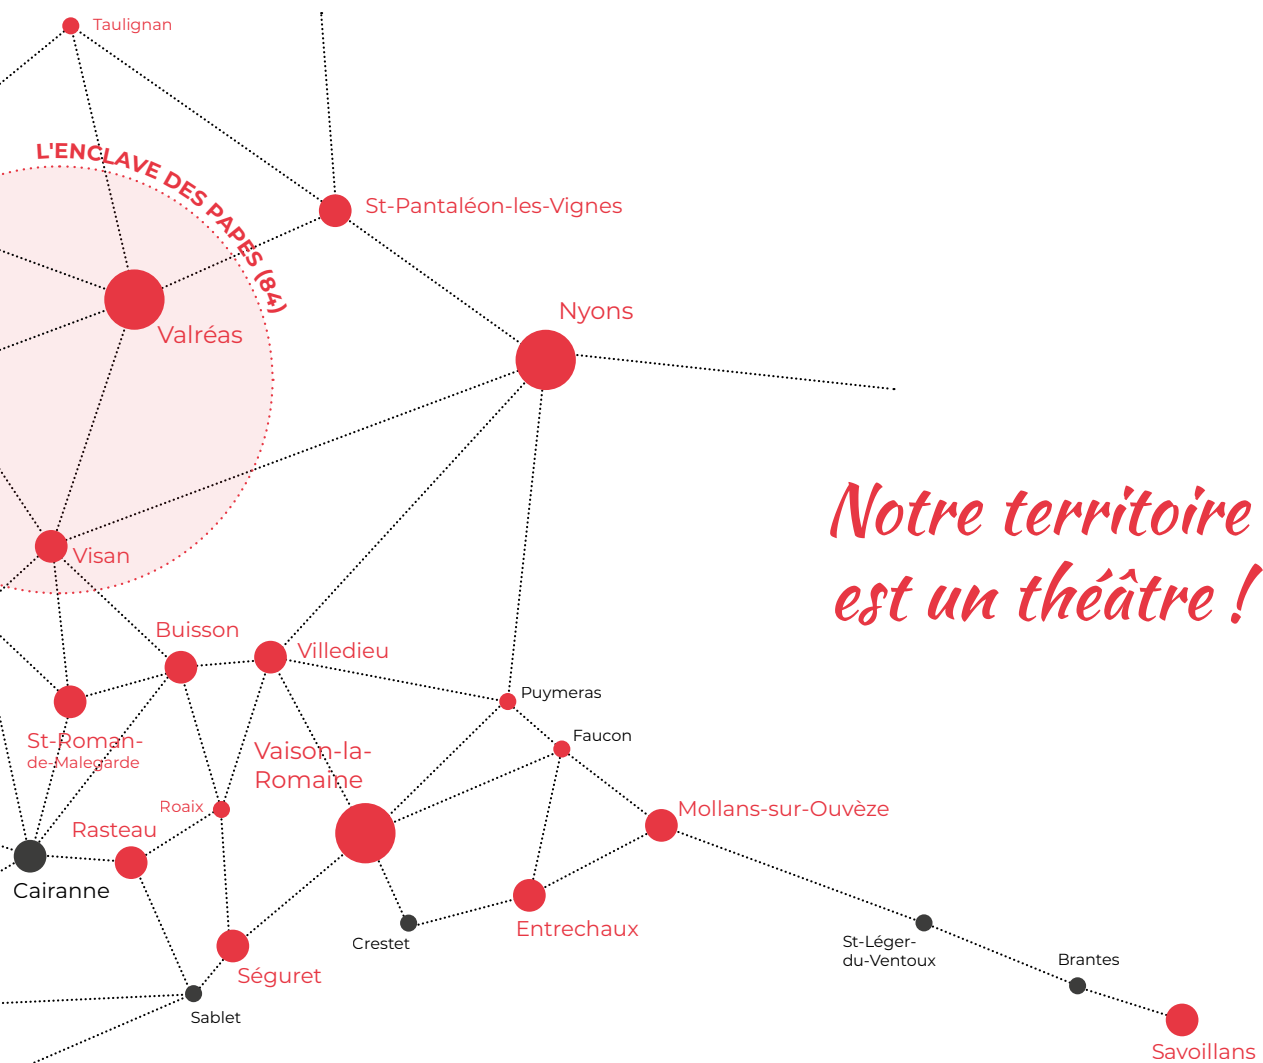 Taulignan
L'ENCLAVE DES PAPES (84)
St-Pantaléon-les-Vignes
Nyons
Valréas
Notre territoire
est un théâtre !
Visan
Buisson
Villedieu
Puymeras
Faucon
St-Roman-
de-Malegarde
Vaison-la-
Romaine
Roaix
Mollans-sur-Ouvèze
Rasteau
Cairanne
Entrechaux
Crestet
St-Léger-
du-Ventoux
Brantes
Séguret
Sablet
Savoillans